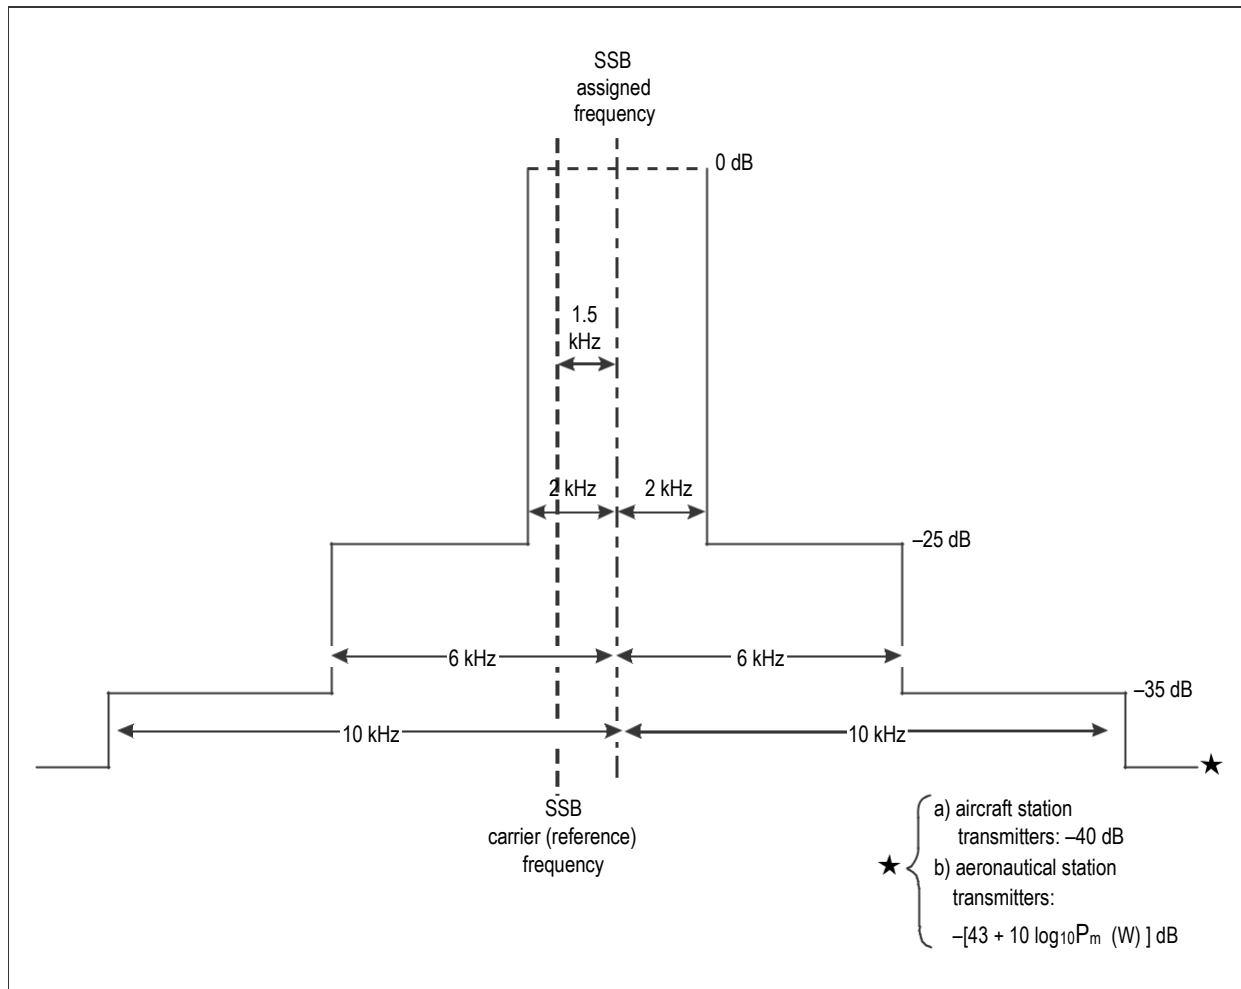 SSB
assigned
frequency
0 dB
1.5
kHz
2 kHz
2 kHz
–25 dB
6 kHz
6 kHz
–35 dB
10 kHz
10 kHz
★
SSB
carrier (reference)
frequency
★
a) aircraft station
transmitters: –40 dB
b) aeronautical station
transmitters:
–[43 + 10 log10Pm (W) ] dB